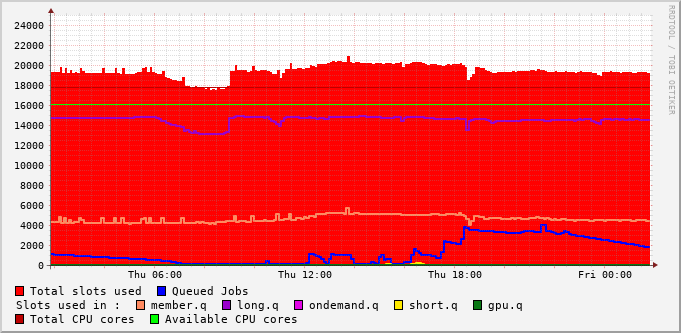 24000
22000
20000
18000
16000
14000
12000
10000
8000
6000
4000
2000
0
Thu 06:00 Thu 12:00 Thu 18:00 Fri 00:00
RRDTOOL / TOBI OETIKER
Total slots used Queued Jobs
Slots used in : member.q long.q ondemand.q short.q gpu.q
Total CPU cores Available CPU cores